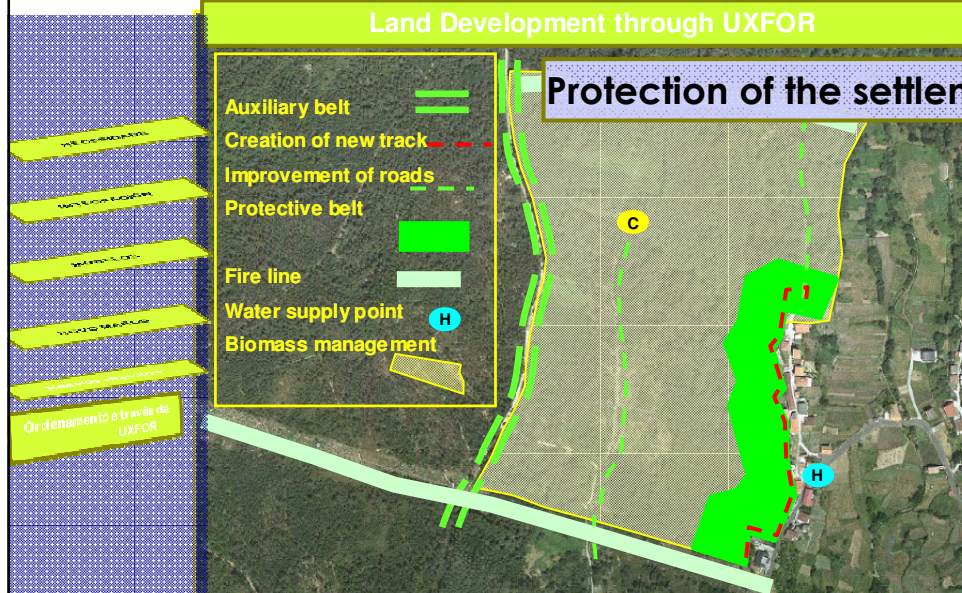 Land Development through UXFOR
Protection of the settlem
Auxiliary belt
Creation of new track
Improvement of roads
Protective belt
Fire line
Water supply point
H
Biomass management
C
H
Ordenamento a través da
UXFOR